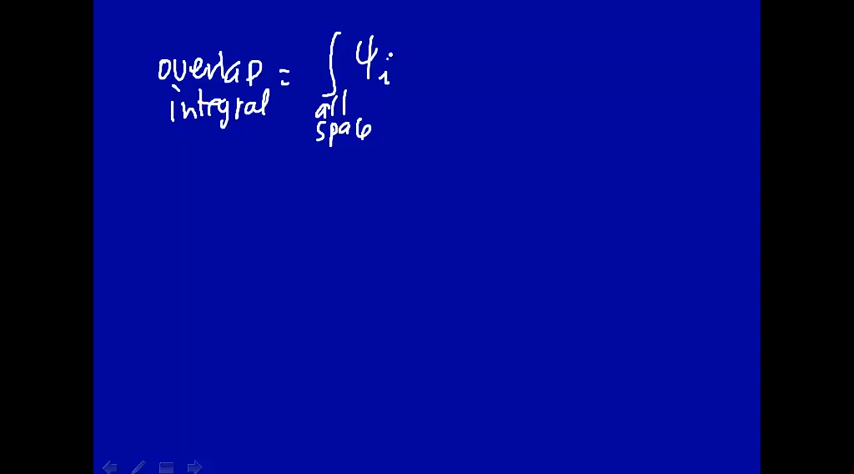 overlap = ∫ ψi
integral
all
space